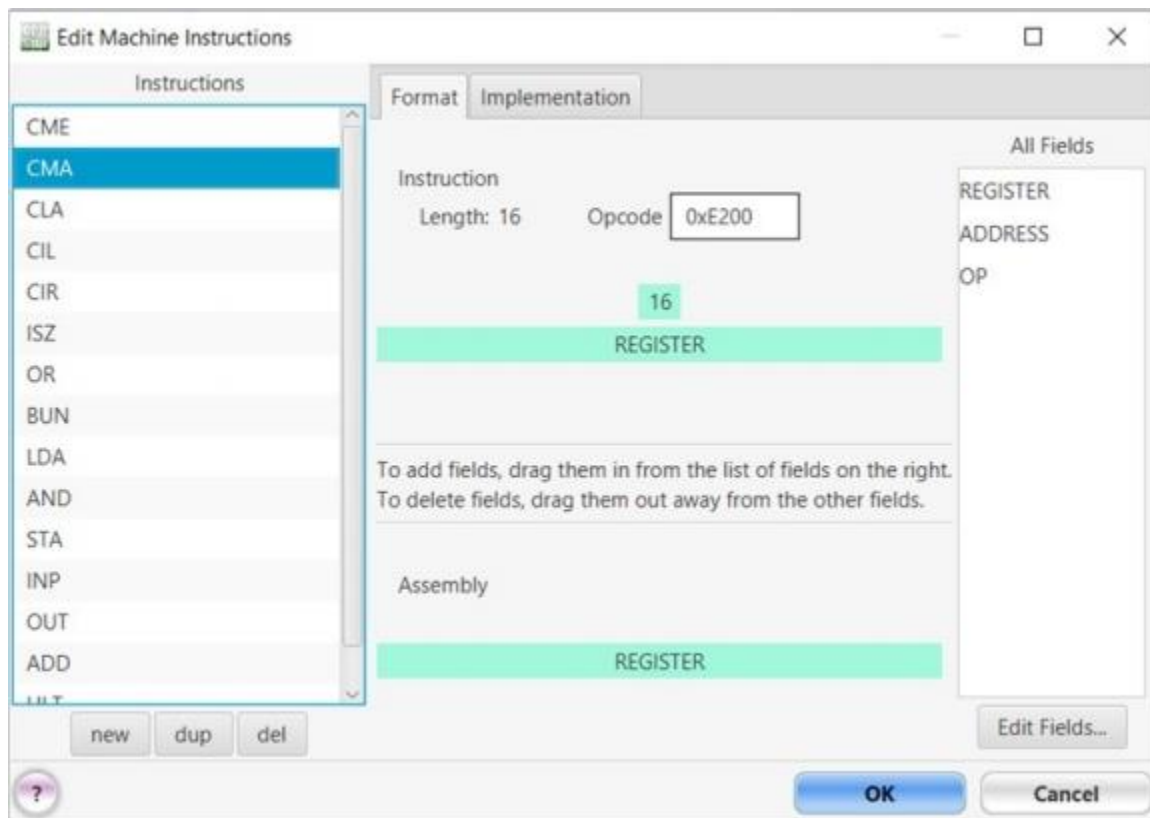 Edit Machine Instructions
Instructions
CME
CMA
CLA
CIL
CIR
ISZ
OR
BUN
LDA
AND
STA
INP
OUT
ADD
HLT
new dup del
Format Implementation
Instruction
Length: 16 Opcode 0xE200
16
REGISTER
To add fields, drag them in from the list of fields on the right.
To delete fields, drag them out away from the other fields.
Assembly
REGISTER
All Fields
REGISTER
ADDRESS
OP
Edit Fields...
?
OK Cancel